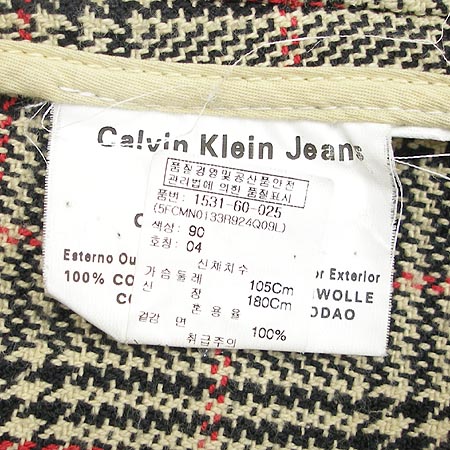 Calvin Klein Jeans
품질경영및공산품안전
관리법에 의한 품질표시
품번: 1531-60-025
(5FCMN0133R924Q09L)
색상: 90
호칭: 04
신체치수
Esterno Ou or Exterior
가슴둘레 105Cm
100% CO WOLLE
신 장 180Cm
CO ODAO
혼용율
겉감 면 100%
취급주의